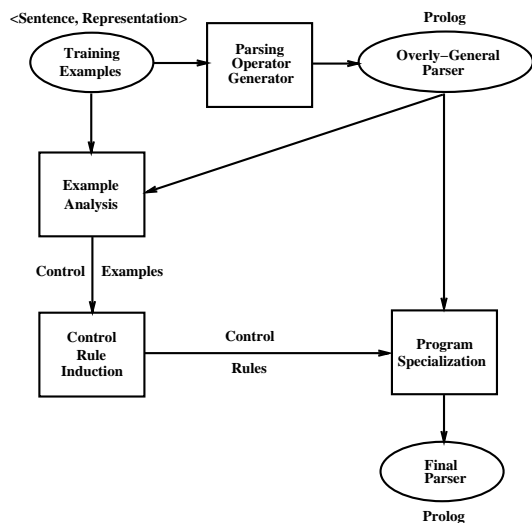 <Sentence, Representation>
Training
Examples
Parsing
Operator
Generator
Prolog
Overly−General
Parser
Example
Analysis
Control Examples
Control
Rule
Induction
Control
Rules
Program
Specialization
Final
Parser
Prolog